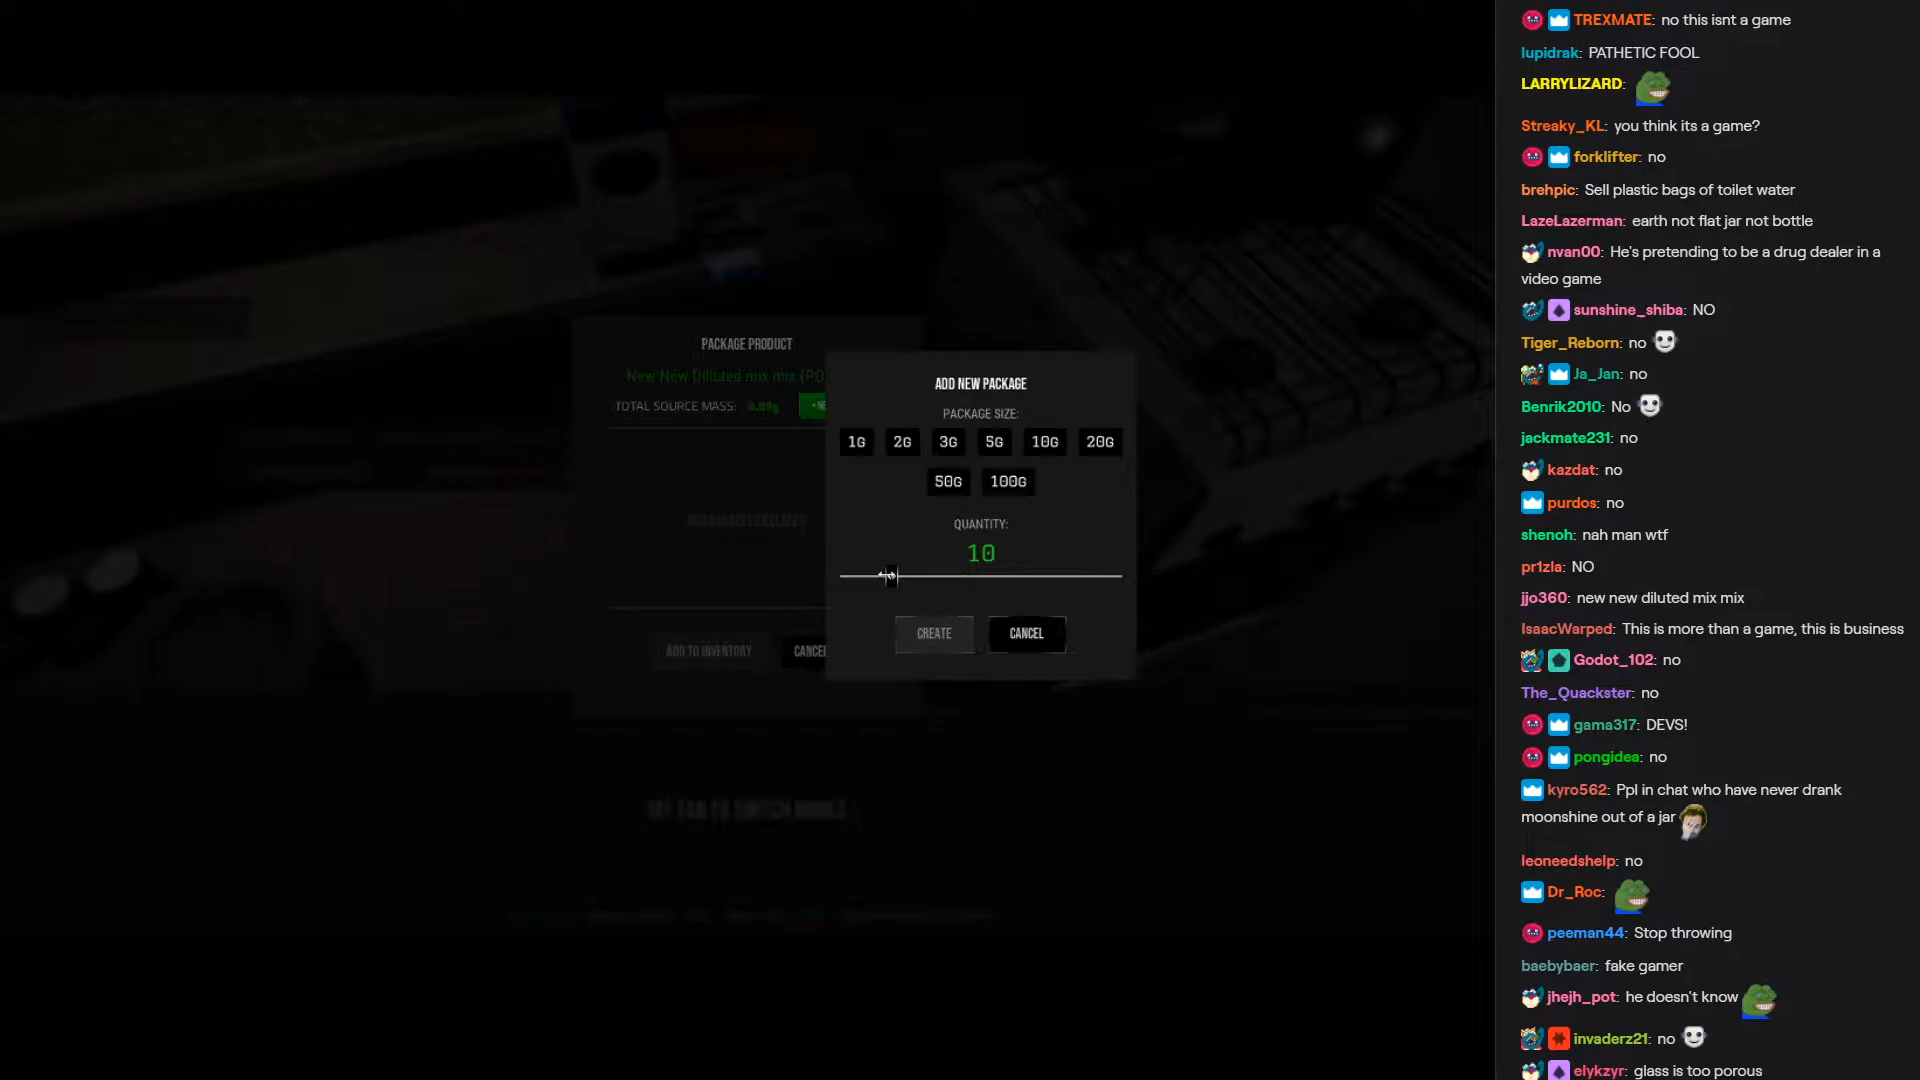 PACKAGE PRODUCT
New New Diluted mix mix (PO
TOTAL SOURCE MASS:
ADD TO INVENTORY
CANCEL
ADD NEW PACKAGE
PACKAGE SIZE:
1G 2G 3G 5G 10G 20G
50G 100G
QUANTITY:
10
CREATE CANCEL
HIT TAB TO SWITCH
TREXMATE: no this isnt a game
lupidrak: PATHETIC FOOL
LARRYLIZARD:
Streaky_KL: you think its a game?
forklifter: no
brehpic: Sell plastic bags of toilet water
LazeLazerman: earth not flat jar not bottle
nvan00: He's pretending to be a drug dealer in a
video game
sunshine_shiba: NO
Tiger_Reborn: no
Ja_Jan: no
Benrik2010: No
jackmate231: no
kazdat: no
purdos: no
shenoh: nah man wtf
pr1zla: NO
jjo360: new new diluted mix mix
IsaacWarped: This is more than a game, this is business
Godot_102: no
The_Quackster: no
gama317: DEVS!
pongidea: no
kyro562: Ppl in chat who have never drank
moonshine out of a jar
leoneedshelp: no
Dr_Roc:
peeman44: Stop throwing
baebybaer: fake gamer
jhejh_pot: he doesn't know
invaderz21: no
elykzyr: glass is too porous